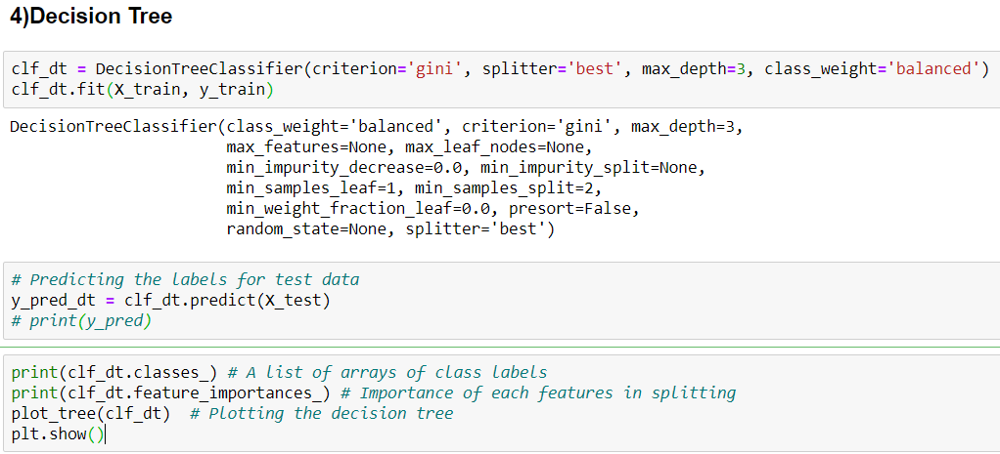 4)Decision Tree
clf_dt = DecisionTreeClassifier(criterion='gini', splitter='best', max_depth=3, class_weight='balanced')
clf_dt.fit(X_train, y_train)
DecisionTreeClassifier(class_weight='balanced', criterion='gini', max_depth=3,
max_features=None, max_leaf_nodes=None,
min_impurity_decrease=0.0, min_impurity_split=None,
min_samples_leaf=1, min_samples_split=2,
min_weight_fraction_leaf=0.0, presort=False,
random_state=None, splitter='best')
# Predicting the labels for test data
y_pred_dt = clf_dt.predict(X_test)
# print(y_pred)
print(clf_dt.classes_) # A list of arrays of class labels
print(clf_dt.feature_importances_) # Importance of each features in splitting
plot_tree(clf_dt)  # Plotting the decision tree
plt.show()